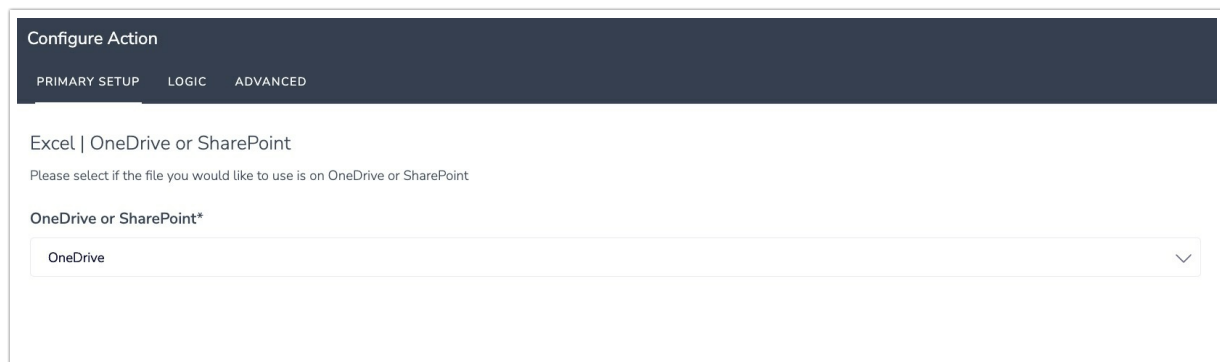 Configure Action
PRIMARY SETUP LOGIC ADVANCED
Excel | OneDrive or SharePoint
Please select if the file you would like to use is on OneDrive or SharePoint
OneDrive or SharePoint*
OneDrive